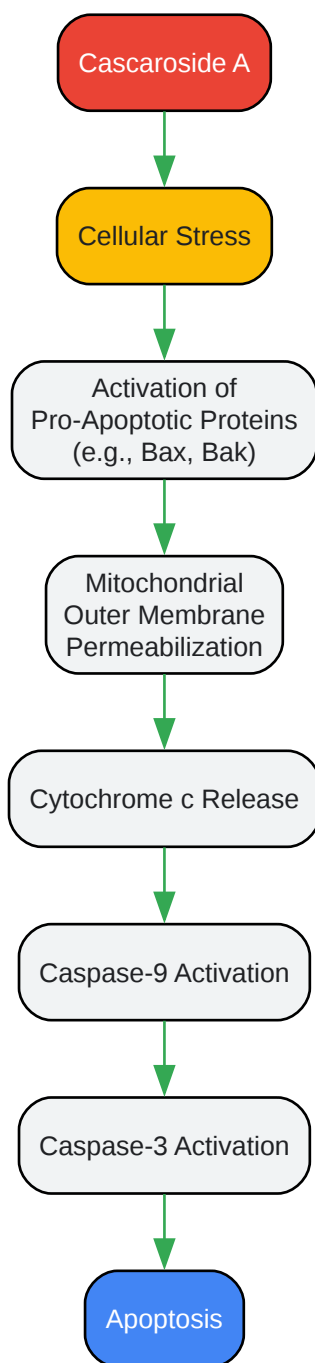 Cascaroside A
Cellular Stress
Activation of
Pro-Apoptotic Proteins
(e.g., Bax, Bak)
Mitochondrial
Outer Membrane
Permeabilization
Cytochrome c Release
Caspase-9 Activation
Caspase-3 Activation
Apoptosis